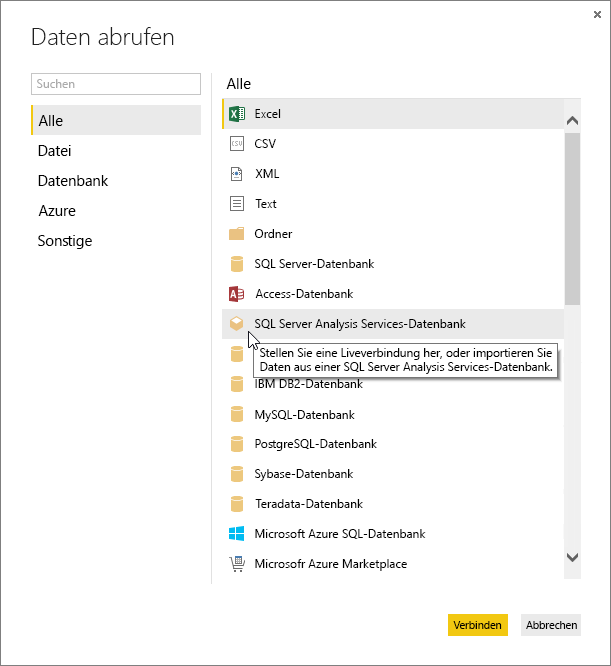 Daten abrufen
Suchen
Alle
Datei
Datenbank
Azure
Sonstige
Alle
Excel
CSV
XML
Text
Ordner
SQL Server-Datenbank
Access-Datenbank
SQL Server Analysis Services-Datenbank
Stellen Sie eine Liveverbindung her, oder importieren Sie
Daten aus einer SQL Server Analysis Services-Datenbank.
IBM DB2-Datenbank
MySQL-Datenbank
PostgreSQL-Datenbank
Sybase-Datenbank
Teradata-Datenbank
Microsoft Azure SQL-Datenbank
Microsofr Azure Marketplace
Verbinden
Abbrechen